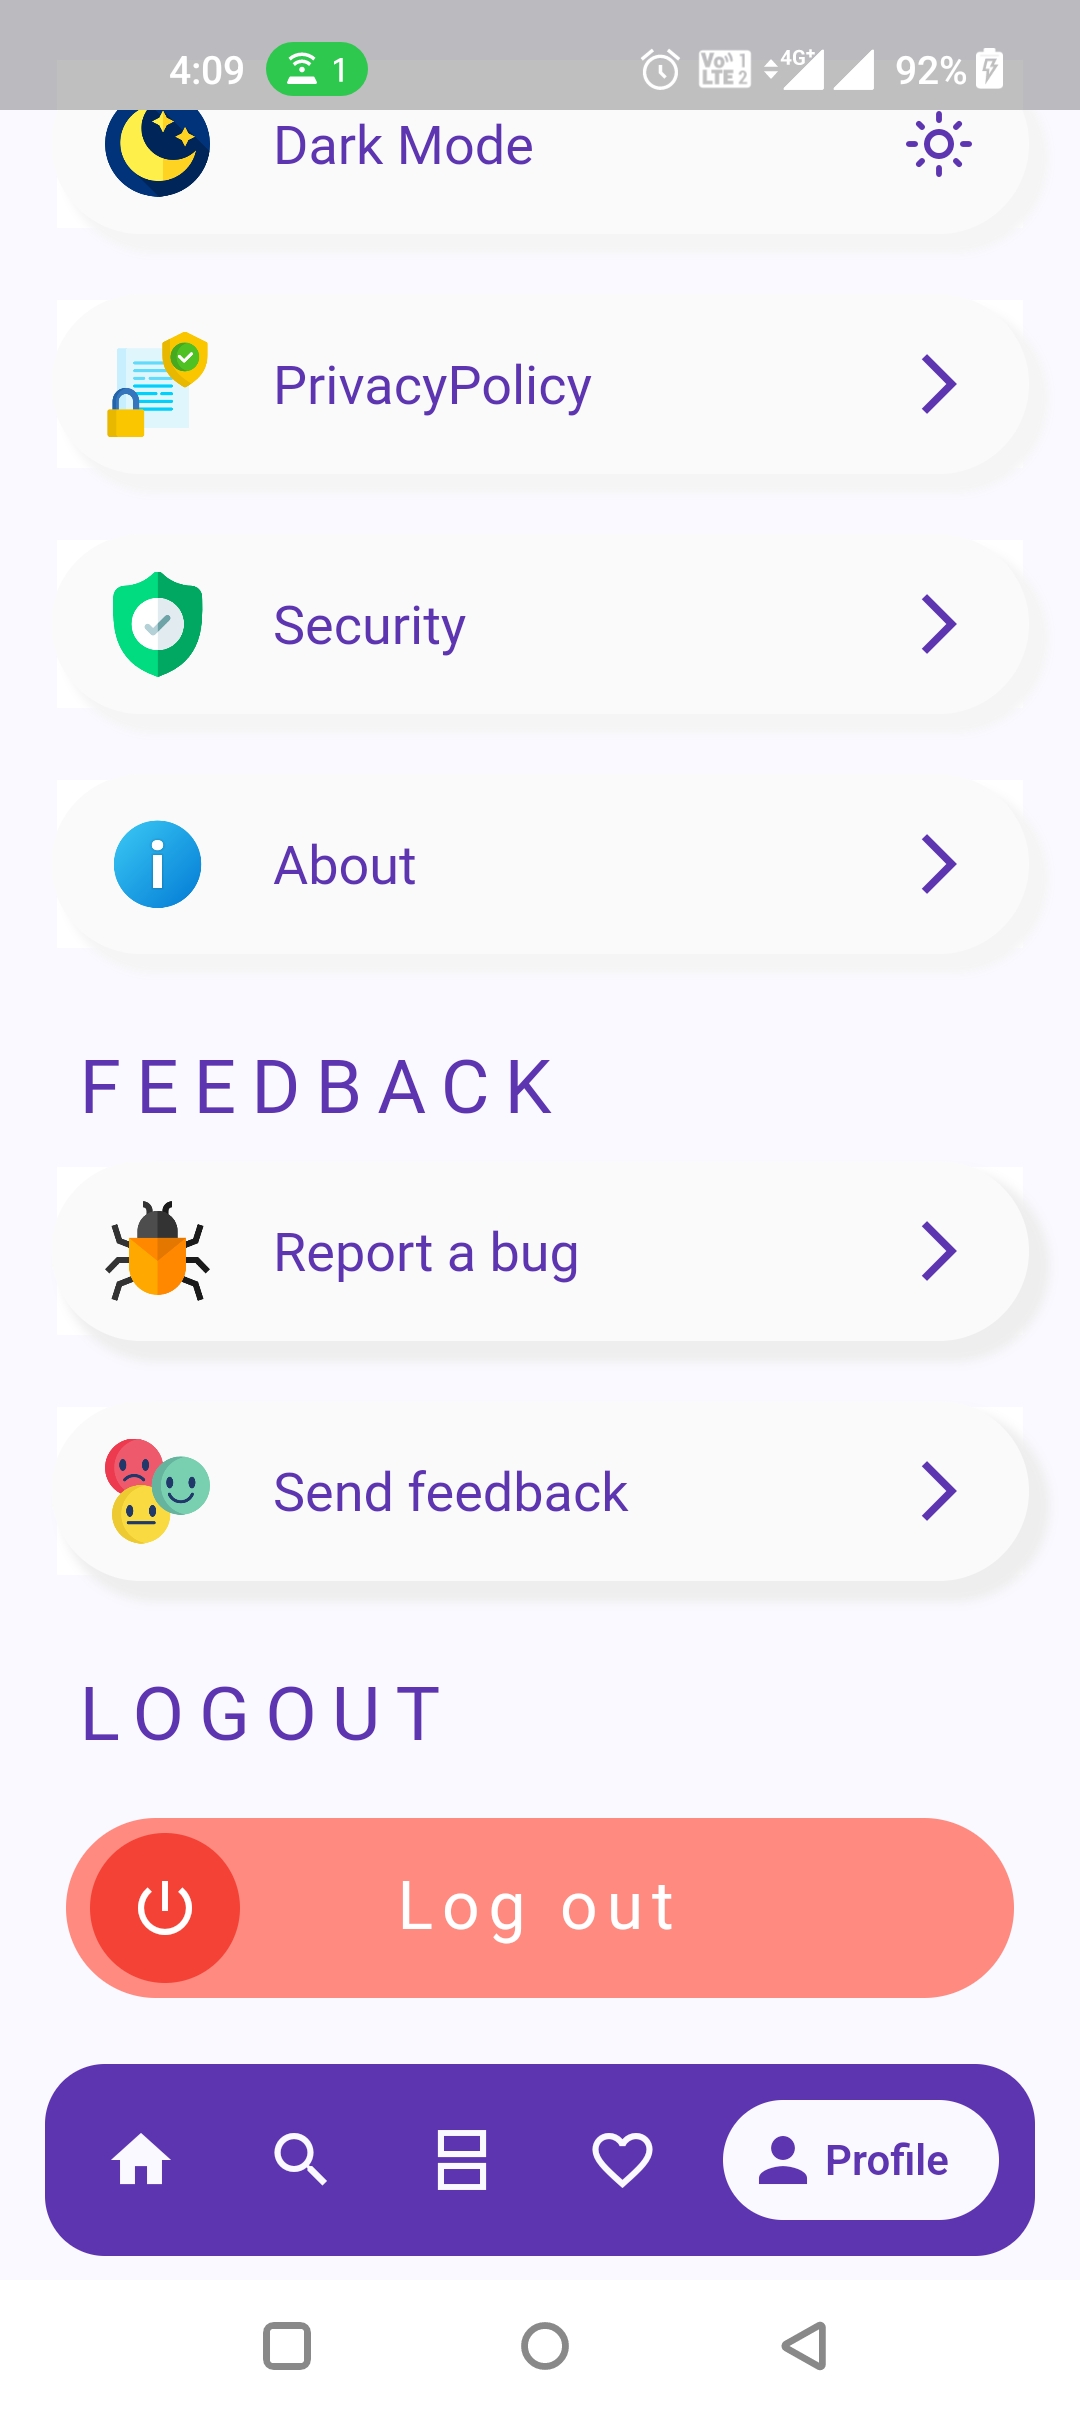 4:09 1 4G+ Vo)) 1 LTE 2 92%
Dark Mode
PrivacyPolicy
Security
About
FEEDBACK
Report a bug
Send feedback
LOGOUT
Log out
Profile